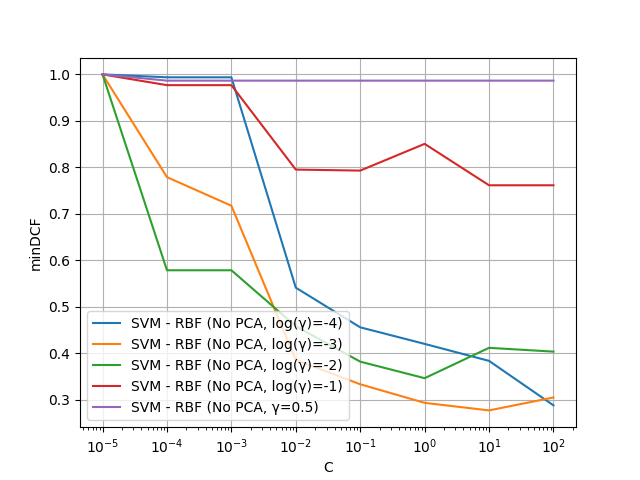 1.0
0.9
0.8
0.7
0.6
0.5
0.4
0.3
minDCF
SVM - RBF (No PCA, log(γ)=-4)
SVM - RBF (No PCA, log(γ)=-3)
SVM - RBF (No PCA, log(γ)=-2)
SVM - RBF (No PCA, log(γ)=-1)
SVM - RBF (No PCA, γ=0.5)
10⁻⁵ 10⁻⁴ 10⁻³ 10⁻² 10⁻¹ 10⁰ 10¹ 10²
C